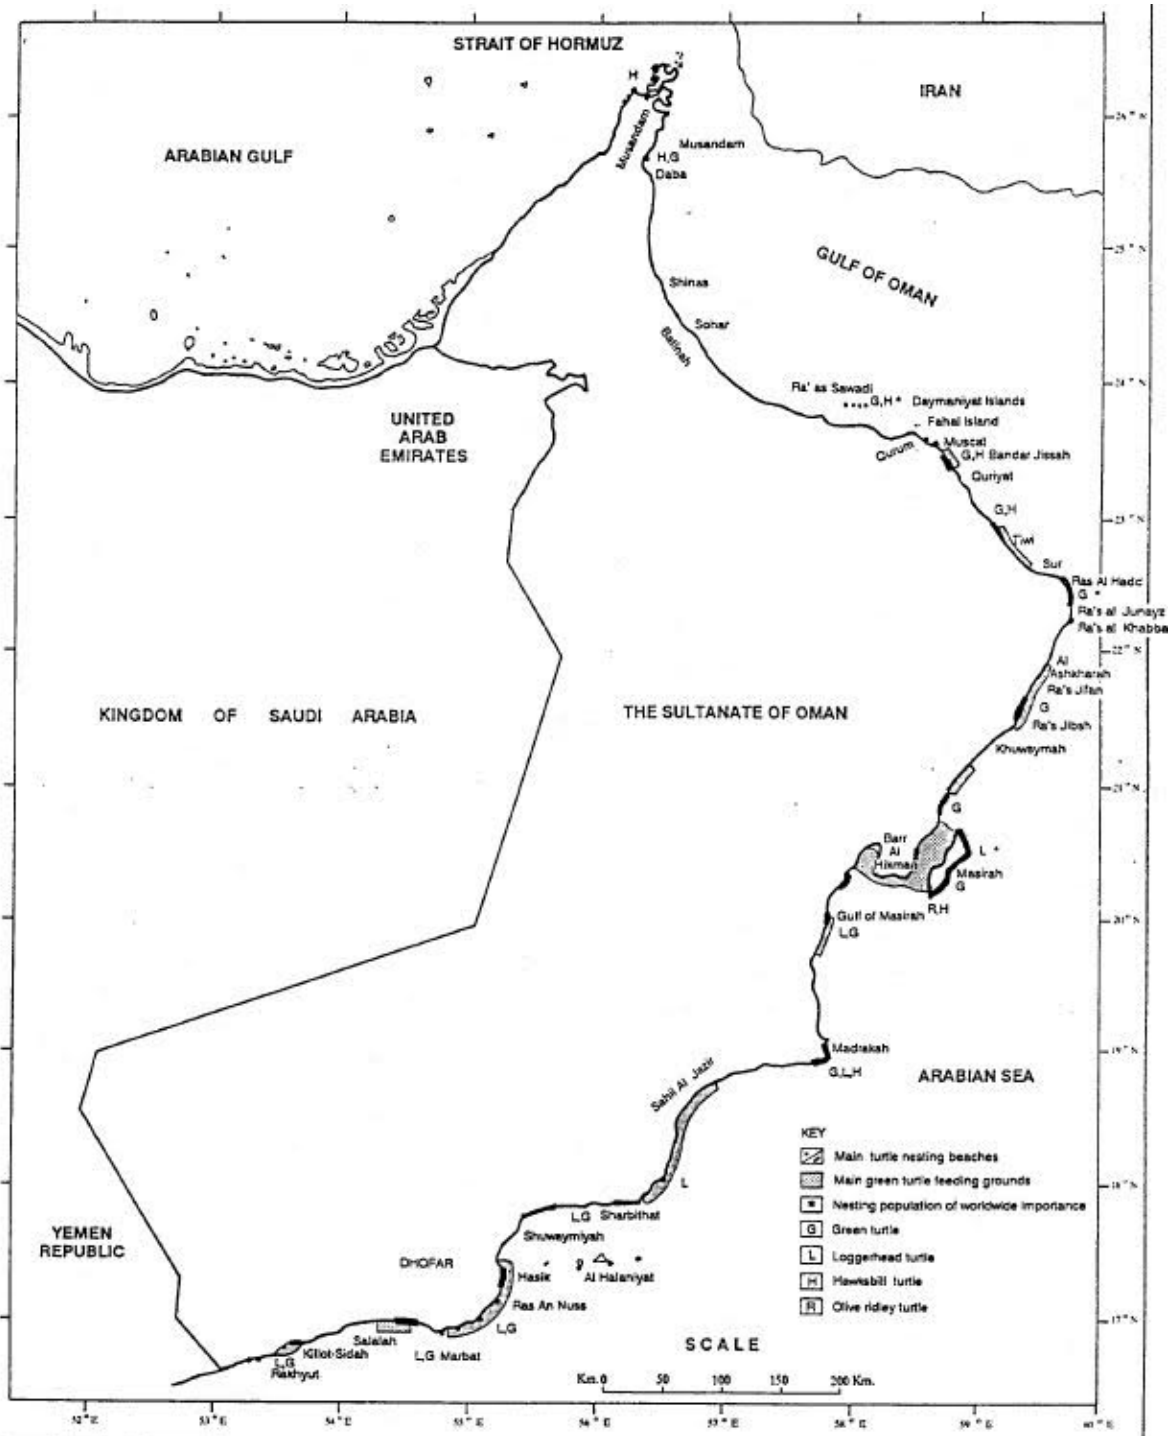 STRAIT OF HORMUZ
H
IRAN
26° N
Musandam
Musandam
ARABIAN GULF
H,G
Daba
25° N
GULF OF OMAN
Shinas
Sohar
Batinah
24° N
Ra' as Sawadi
G,H * Daymaniyat Islands
Fahal Island
UNITED
ARAB
EMIRATES
Qurum
Muscat
G,H Bandar Jissah
Quriyat
G,H
23° N
Tiwi
Sur
Ras Al Hadd
G *
Ra's al Junayz
Ra's al Khabba
22° N
Al
Ashkharah
Ra's Jifan
G
Ra's Jibsh
KINGDOM OF SAUDI ARABIA
THE SULTANATE OF OMAN
Khuwaymah
21° N
G
Barr
Al
Hikman
L *
Masirah
G
R,H
Gulf of Masirah
L,G
20° N
Madrakah
G,L,H
19° N
ARABIAN SEA
Sahil Al Jazir
KEY
Main turtle nesting beaches
Main green turtle feeding grounds
* Nesting population of worldwide importance
G Green turtle
L Loggerhead turtle
H Hawksbill turtle
R Olive ridley turtle
L
18° N
L,G Sharbithat
Shuwaymiyah
YEMEN
REPUBLIC
DHOFAR
Hasik
Al Halaniyat
Ras An Nuss
L,G
17° N
Salalah
L,G Marbat
Killot-Sidah
L,G
Rakhyut
SCALE
Km. 0 50 100 150 200 Km.
52° E 53° E 54° E 55° E 56° E 57° E 58° E 59° E 60° E